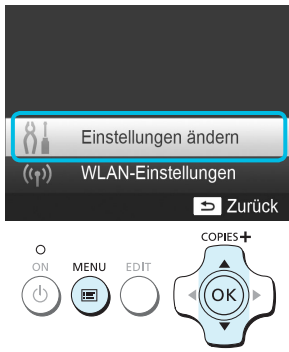 Einstellungen ändern
WLAN-Einstellungen
Zurück
COPIES+
ON MENU EDIT
OK